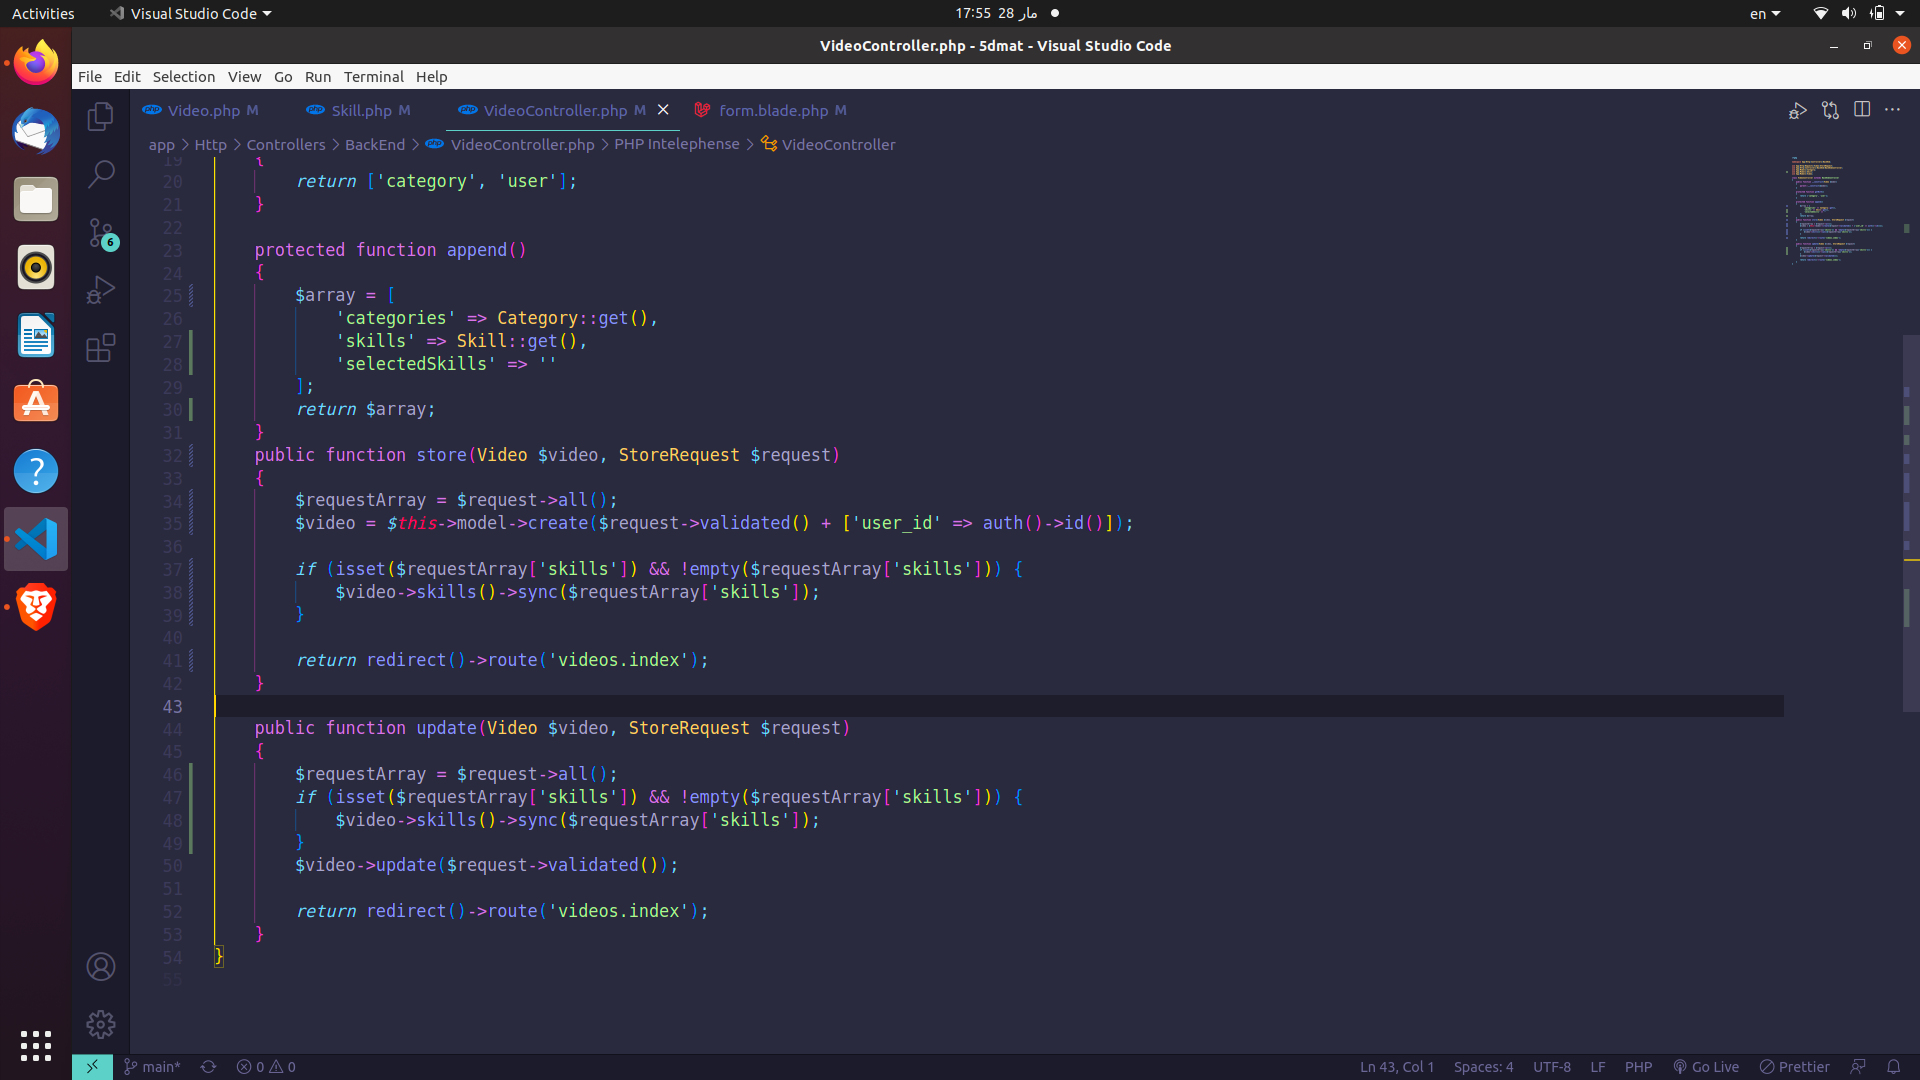 Activities
Visual Studio Code
17:55 28 مار
en
VideoController.php - 5dmat - Visual Studio Code
File Edit Selection View Go Run Terminal Help
Video.php M
Skill.php M
VideoController.php M
form.blade.php M
app > Http > Controllers > BackEnd > VideoController.php > PHP Intelephense > VideoController
19 {
20 return ['category', 'user'];
21 }
22
23 protected function append()
24 {
25 $array = [
26 'categories' => Category::get(),
27 'skills' => Skill::get(),
28 'selectedSkills' => ''
29 ];
30 return $array;
31 }
32 public function store(Video $video, StoreRequest $request)
33 {
34 $requestArray = $request->all();
35 $video = $this->model->create($request->validated() + ['user_id' => auth()->id()]);
36
37 if (isset($requestArray['skills']) && !empty($requestArray['skills'])) {
38 $video->skills()->sync($requestArray['skills']);
39 }
40
41 return redirect()->route('videos.index');
42 }
43
44 public function update(Video $video, StoreRequest $request)
45 {
46 $requestArray = $request->all();
47 if (isset($requestArray['skills']) && !empty($requestArray['skills'])) {
48 $video->skills()->sync($requestArray['skills']);
49 }
50 $video->update($request->validated());
51
52 return redirect()->route('videos.index');
53 }
54 }
55
6
main* 0 0 Ln 43, Col 1 Spaces: 4 UTF-8 LF PHP Go Live Prettier